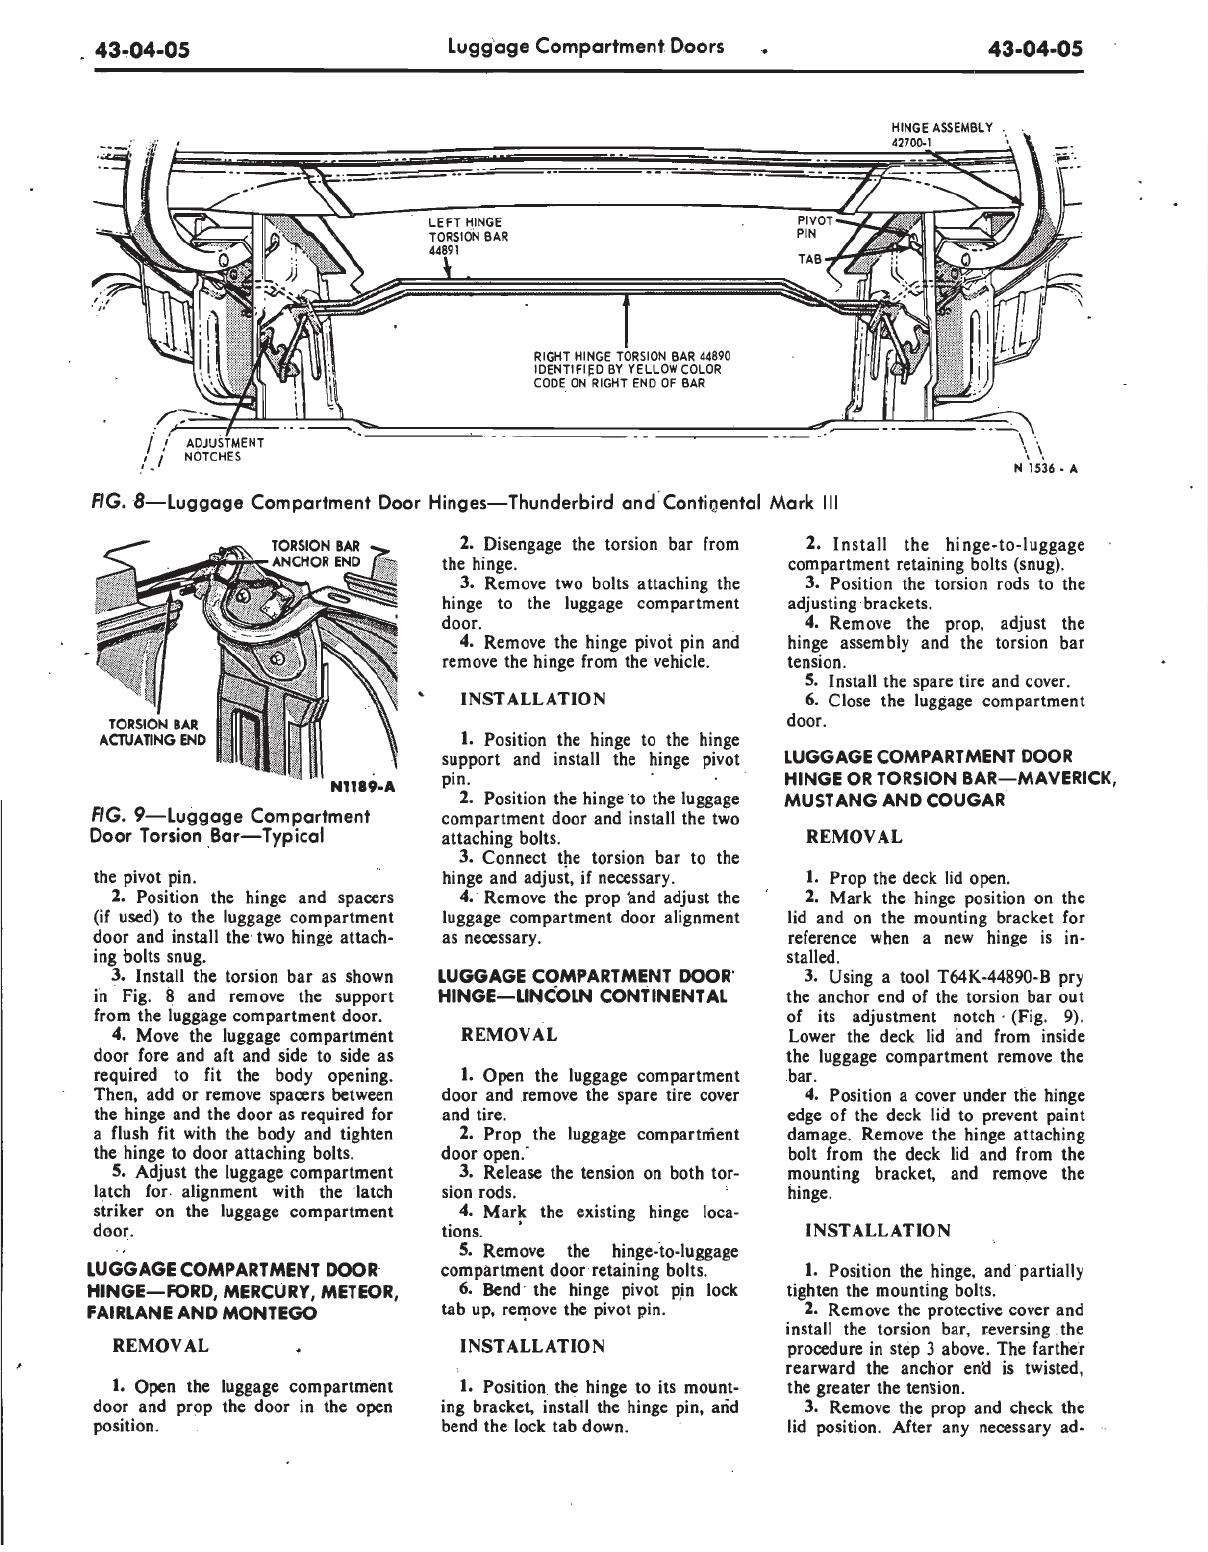 43-04-05
Luggage Compartment Doors
43-04-05
HINGE ASSEMBLY
42700-1
LEFT HINGE
TORSION BAR
44891
PIVOT
PIN
TAB
RIGHT HINGE TORSION BAR 44890
IDENTIFIED BY YELLOW COLOR
CODE ON RIGHT END OF BAR
ADJUSTMENT
NOTCHES
N 1536 - A
FIG. 8—Luggage Compartment Door Hinges—Thunderbird and Continental Mark III
TORSION BAR
ANCHOR END
TORSION BAR
ACTUATING END
N1189-A
FIG. 9—Luggage Compartment
Door Torsion Bar—Typical
the pivot pin.
2. Position the hinge and spacers
(if used) to the luggage compartment
door and install the two hinge attach-
ing bolts snug.
3. Install the torsion bar as shown
in Fig. 8 and remove the support
from the luggage compartment door.
4. Move the luggage compartment
door fore and aft and side to side as
required to fit the body opening.
Then, add or remove spacers between
the hinge and the door as required for
a flush fit with the body and tighten
the hinge to door attaching bolts.
5. Adjust the luggage compartment
latch for alignment with the latch
striker on the luggage compartment
door.
LUGGAGE COMPARTMENT DOOR
HINGE—FORD, MERCURY, METEOR,
FAIRLANE AND MONTEGO
REMOVAL
1. Open the luggage compartment
door and prop the door in the open
position.
2. Disengage the torsion bar from
the hinge.
3. Remove two bolts attaching the
hinge to the luggage compartment
door.
4. Remove the hinge pivot pin and
remove the hinge from the vehicle.
INSTALLATION
1. Position the hinge to the hinge
support and install the hinge pivot
pin.
2. Position the hinge to the luggage
compartment door and install the two
attaching bolts.
3. Connect the torsion bar to the
hinge and adjust, if necessary.
4. Remove the prop and adjust the
luggage compartment door alignment
as necessary.
LUGGAGE COMPARTMENT DOOR
HINGE—LINCOLN CONTINENTAL
REMOVAL
1. Open the luggage compartment
door and remove the spare tire cover
and tire.
2. Prop the luggage compartment
door open.
3. Release the tension on both tor-
sion rods.
4. Mark the existing hinge loca-
tions.
5. Remove the hinge-to-luggage
compartment door retaining bolts.
6. Bend the hinge pivot pin lock
tab up, remove the pivot pin.
INSTALLATION
1. Position the hinge to its mount-
ing bracket, install the hinge pin, and
bend the lock tab down.
2. Install the hinge-to-luggage
compartment retaining bolts (snug).
3. Position the torsion rods to the
adjusting brackets.
4. Remove the prop, adjust the
hinge assembly and the torsion bar
tension.
5. Install the spare tire and cover.
6. Close the luggage compartment
door.
LUGGAGE COMPARTMENT DOOR
HINGE OR TORSION BAR—MAVERICK,
MUSTANG AND COUGAR
REMOVAL
1. Prop the deck lid open.
2. Mark the hinge position on the
lid and on the mounting bracket for
reference when a new hinge is in-
stalled.
3. Using a tool T64K-44890-B pry
the anchor end of the torsion bar out
of its adjustment notch (Fig. 9).
Lower the deck lid and from inside
the luggage compartment remove the
bar.
4. Position a cover under the hinge
edge of the deck lid to prevent paint
damage. Remove the hinge attaching
bolt from the deck lid and from the
mounting bracket, and remove the
hinge.
INSTALLATION
1. Position the hinge, and partially
tighten the mounting bolts.
2. Remove the protective cover and
install the torsion bar, reversing the
procedure in step 3 above. The farther
rearward the anchor end is twisted,
the greater the tension.
3. Remove the prop and check the
lid position. After any necessary ad-